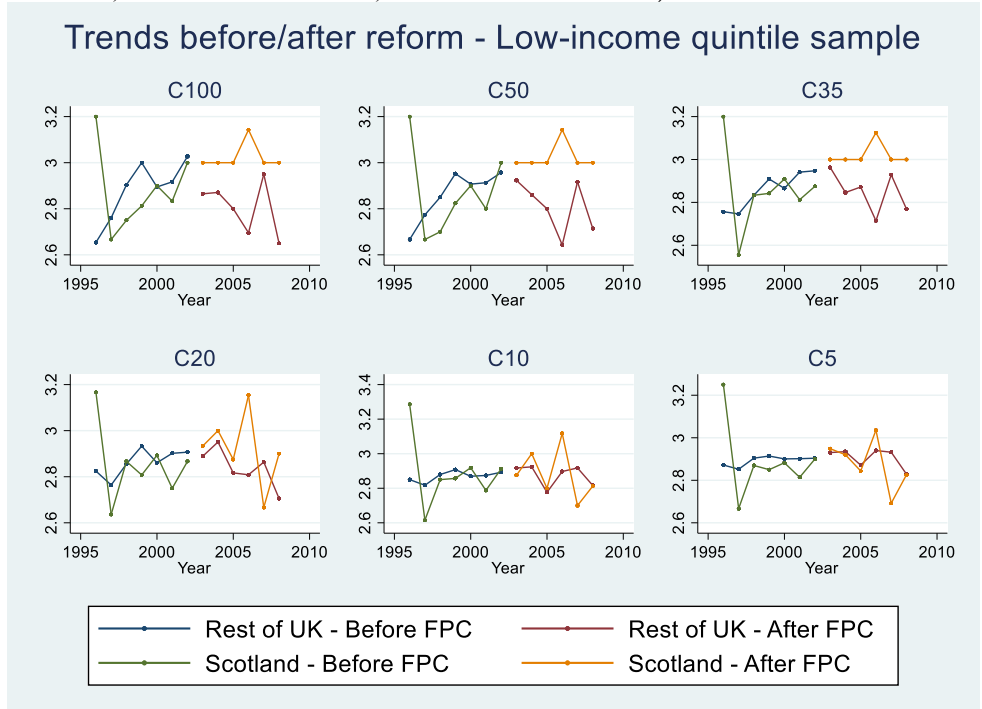 Trends before/after reform - Low-income quintile sample
C100 C50 C35
3.2 3.2 3.2
3 3 3
2.8 2.8 2.8
2.6 2.6 2.6
1995 2000 2005 2010 1995 2000 2005 2010 1995 2000 2005 2010
Year Year Year
C20 C10 C5
3.2 3.4 3.2
3 3.2 3
2.8 3 2.8
2.6 2.8 2.6
2.6
1995 2000 2005 2010 1995 2000 2005 2010 1995 2000 2005 2010
Year Year Year
Rest of UK - Before FPC Rest of UK - After FPC
Scotland - Before FPC Scotland - After FPC